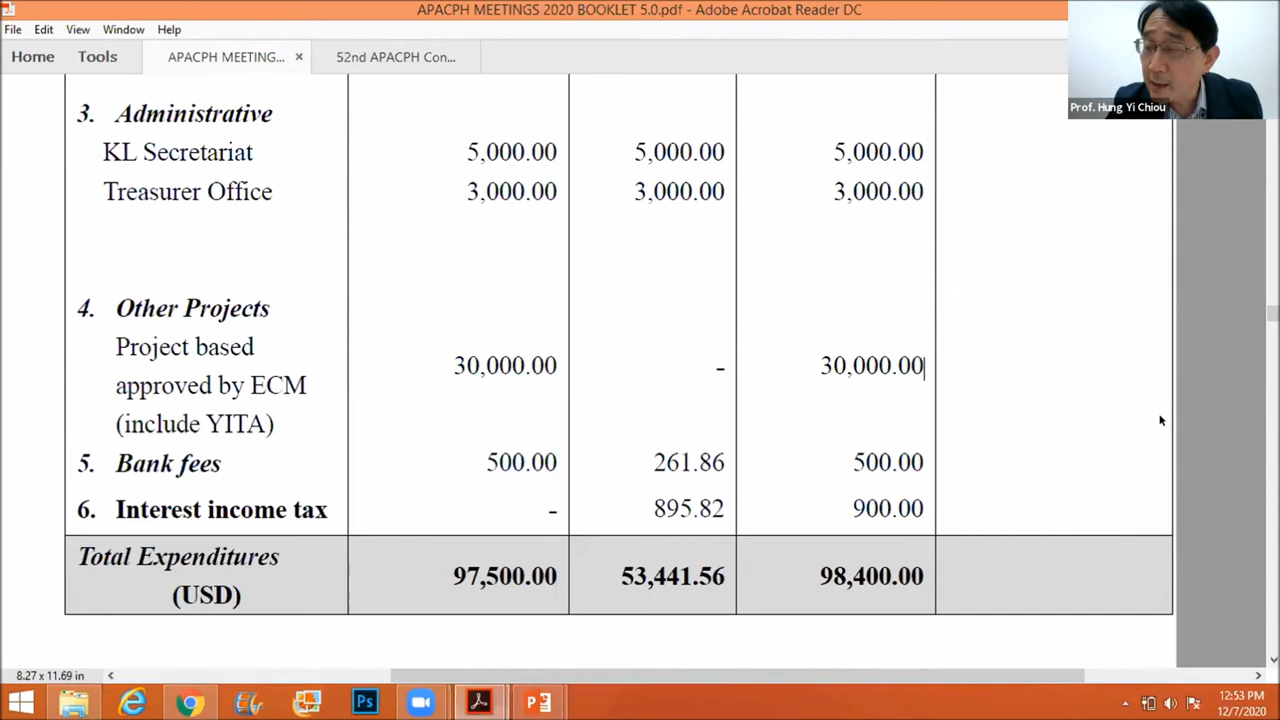 APACPH MEETINGS 2020 BOOKLET 5.0.pdf - Adobe Acrobat Reader DC
File Edit View Window Help
Home Tools APACPH MEETING... × 52nd APACPH Con...
Prof. Hung Yi Chiou
3. Administrative
KL Secretariat 5,000.00 5,000.00 5,000.00
Treasurer Office 3,000.00 3,000.00 3,000.00
4. Other Projects
Project based
approved by ECM 30,000.00 - 30,000.00
(include YITA)
5. Bank fees 500.00 261.86 500.00
6. Interest income tax - 895.82 900.00
Total Expenditures
(USD) 97,500.00 53,441.56 98,400.00
8.27 x 11.69 in
Ps
P
12:53 PM
12/7/2020